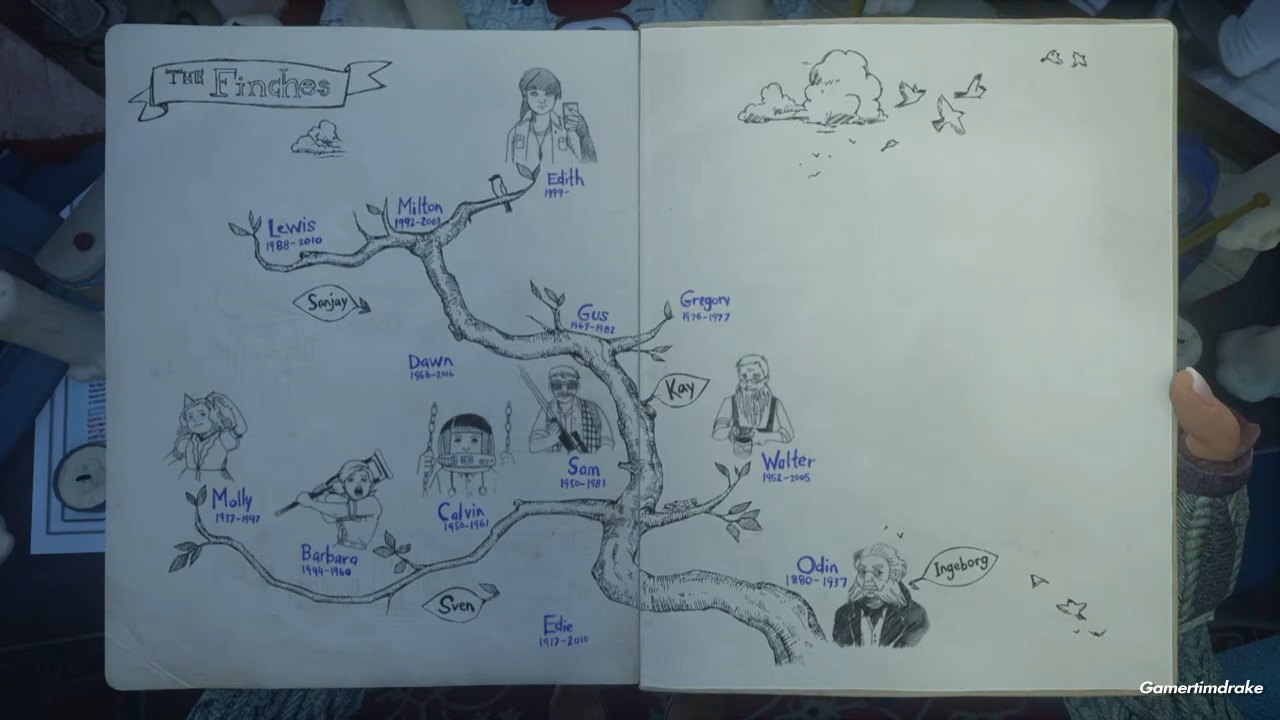 THE Finches
Edith
1999-
Milton
1992-2003
Lewis
1988-2010
Sanjay
Gregory
1976-1977
Gus
1969-1982
Dawn
1968-2016
Kay
Walter
1952-2005
Sam
1950-1983
Calvin
1950-1961
Molly
1937-1947
Barbara
1944-1960
Odin
1880-1937
Ingeborg
Sven
Edie
1917-2010
Gamertimdrake